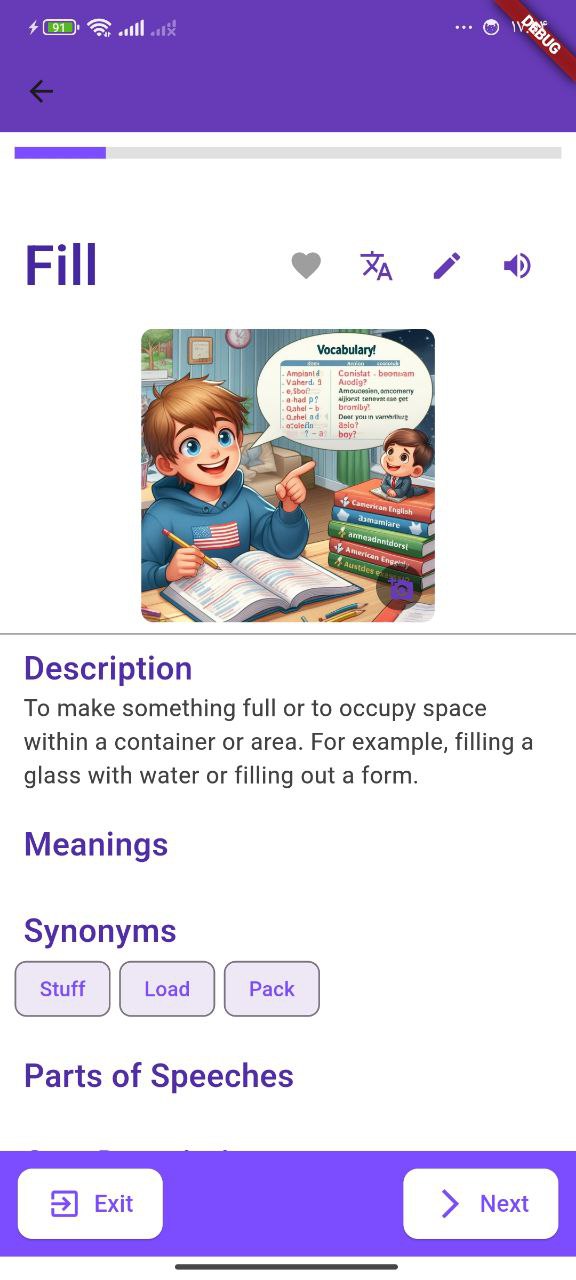 91
DEBUG
Fill
Vocabulary!
Camerican English
American
Description
To make something full or to occupy space
within a container or area. For example, filling a
glass with water or filling out a form.
Meanings
Synonyms
Stuff
Load
Pack
Parts of Speeches
Exit
Next